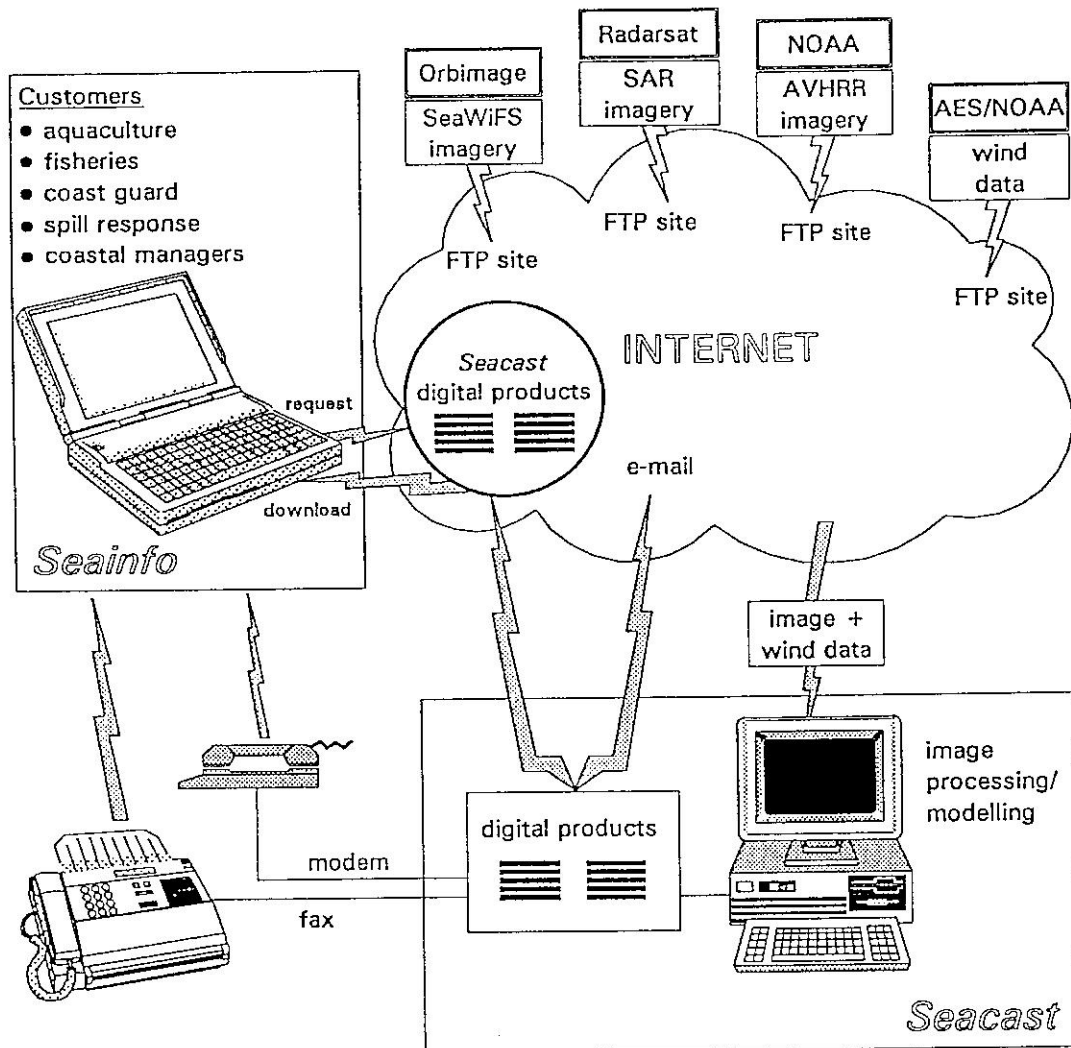 Customers
• aquaculture
• fisheries
• coast guard
• spill response
• coastal managers
request
download
Seainfo
Orbimage
SeaWiFS
imagery
Radarsat
SAR
imagery
NOAA
AVHRR
imagery
AES/NOAA
wind
data
FTP site
FTP site
FTP site
FTP site
INTERNET
Seacast
digital products
e-mail
image +
wind data
image
processing/
modelling
digital products
modem
fax
Seacast